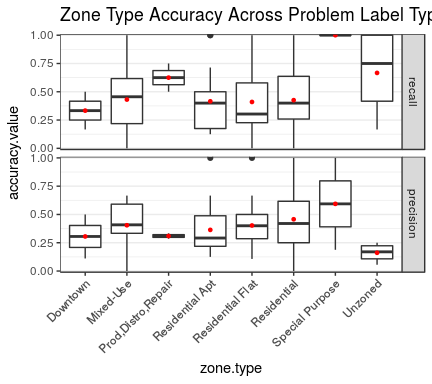 Zone Type Accuracy Across Problem Label Typ
accuracy.value
1.00
0.75
0.50
0.25
0.00
recall
1.00
0.75
0.50
0.25
0.00
precision
Downtown
Mixed-Use
Prod,Distro,Repair
Residential Apt
Residential Flat
Residential
Special Purpose
Unzoned
zone.type